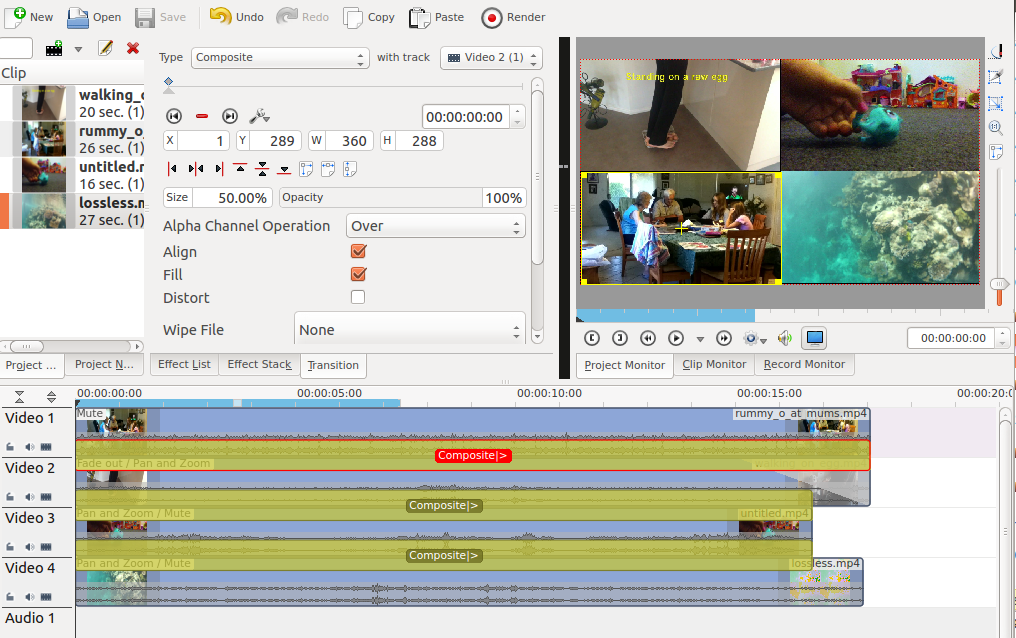 New Open Save Undo Redo Copy Paste Render
Type Composite with track Video 2 (1)
Clip
walking_
20 sec. (1)
rummy_o_
26 sec. (1)
untitled.m
16 sec. (1)
lossless.m
27 sec. (1)
00:00:00:00
X 1 Y 289 W 360 H 288
Size 50.00% Opacity 100%
Alpha Channel Operation Over
Align
Fill
Distort
Wipe File None
Standing on a raw egg
00:00:00:00
Project ... Project N... Effect List Effect Stack Transition
Project Monitor Clip Monitor Record Monitor
00:00:00:00 00:00:05:00 00:00:10:00 00:00:15:00 00:00:20:0
Video 1
Mute rummy_o_at_mums.mp4
Composite|>
Video 2
Fade out / Pan and Zoom
Composite|>
Video 3
Pan and Zoom / Mute untitled.mp4
Composite|>
Video 4
Pan and Zoom / Mute lossless.mp4
Audio 1